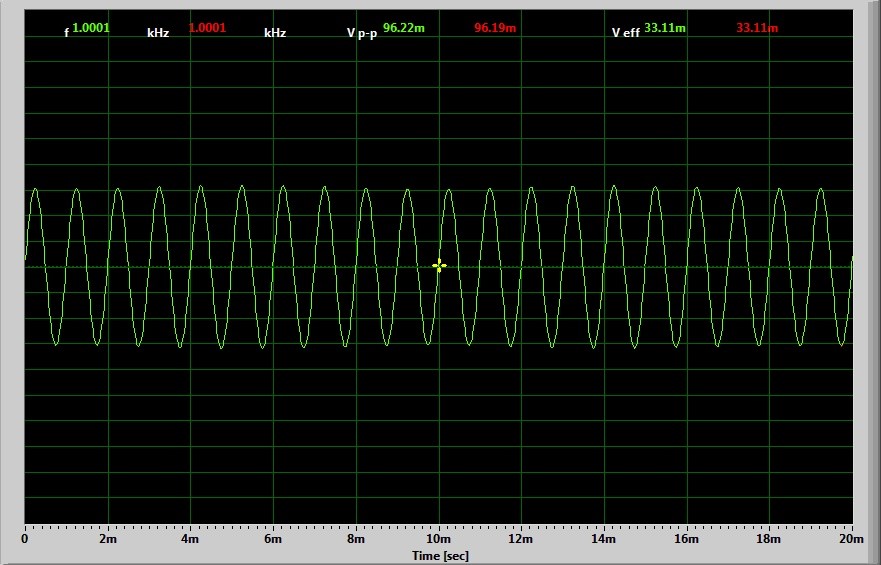 f 1.0001 kHz 1.0001 kHz V p-p 96.22m 96.19m V eff 33.11m 33.11m
0 2m 4m 6m 8m 10m 12m 14m 16m 18m 20m
Time [sec]